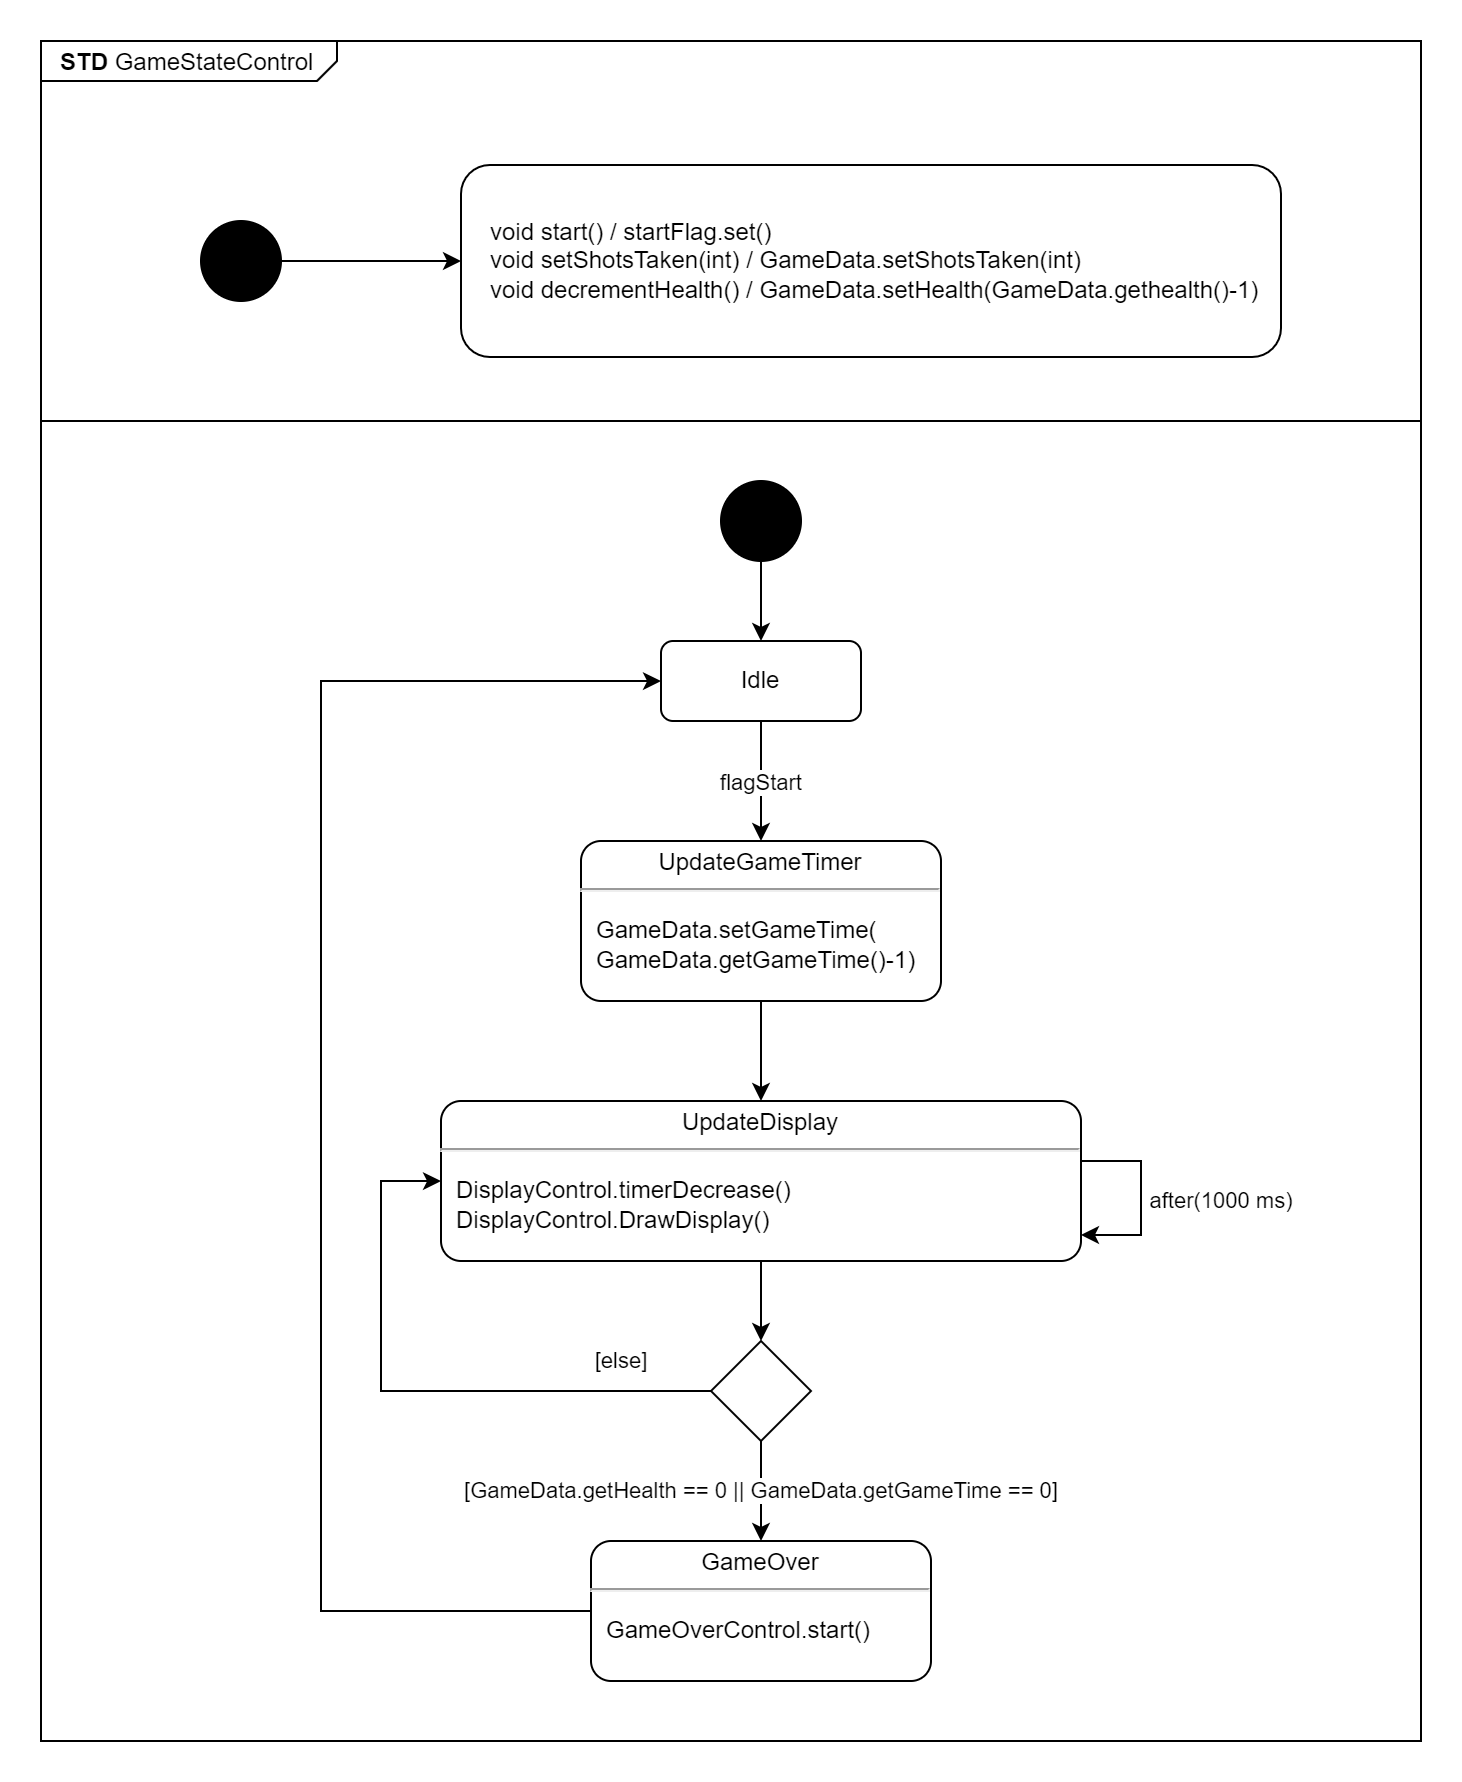 STD GameStateControl
void start() / startFlag.set()
void setShotsTaken(int) / GameData.setShotsTaken(int)
void decrementHealth() / GameData.setHealth(GameData.gethealth()-1)
Idle
flagStart
UpdateGameTimer
GameData.setGameTime(
GameData.getGameTime()-1)
UpdateDisplay
DisplayControl.timerDecrease()
DisplayControl.DrawDisplay()
after(1000 ms)
[else]
[GameData.getHealth == 0 || GameData.getGameTime == 0]
GameOver
GameOverControl.start()